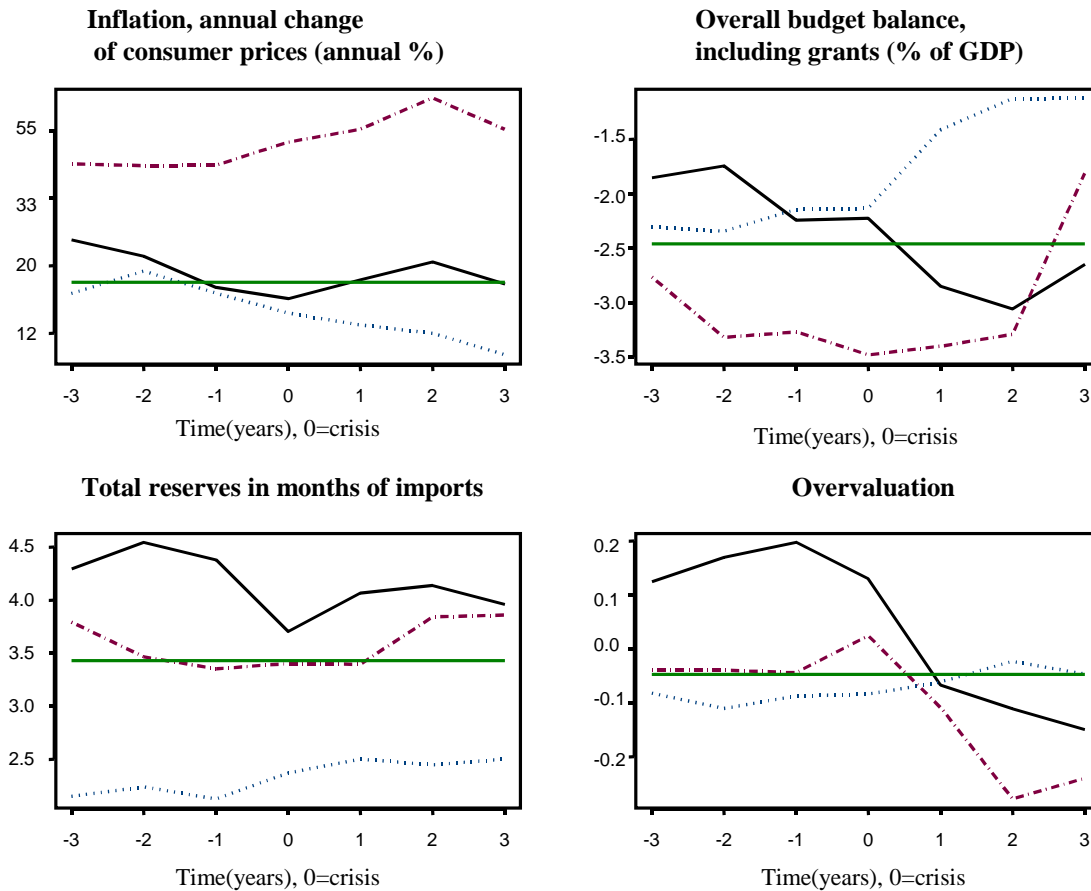 Inflation, annual change
of consumer prices (annual %)
55
33
20
12
-3 -2 -1 0 1 2 3
Time(years), 0=crisis
Overall budget balance,
including grants (% of GDP)
-1.5
-2.0
-2.5
-3.0
-3.5
-3 -2 -1 0 1 2 3
Time(years), 0=crisis
Total reserves in months of imports
4.5
4.0
3.5
3.0
2.5
-3 -2 -1 0 1 2 3
Time(years), 0=crisis
Overvaluation
0.2
0.1
0.0
-0.1
-0.2
-3 -2 -1 0 1 2 3
Time(years), 0=crisis